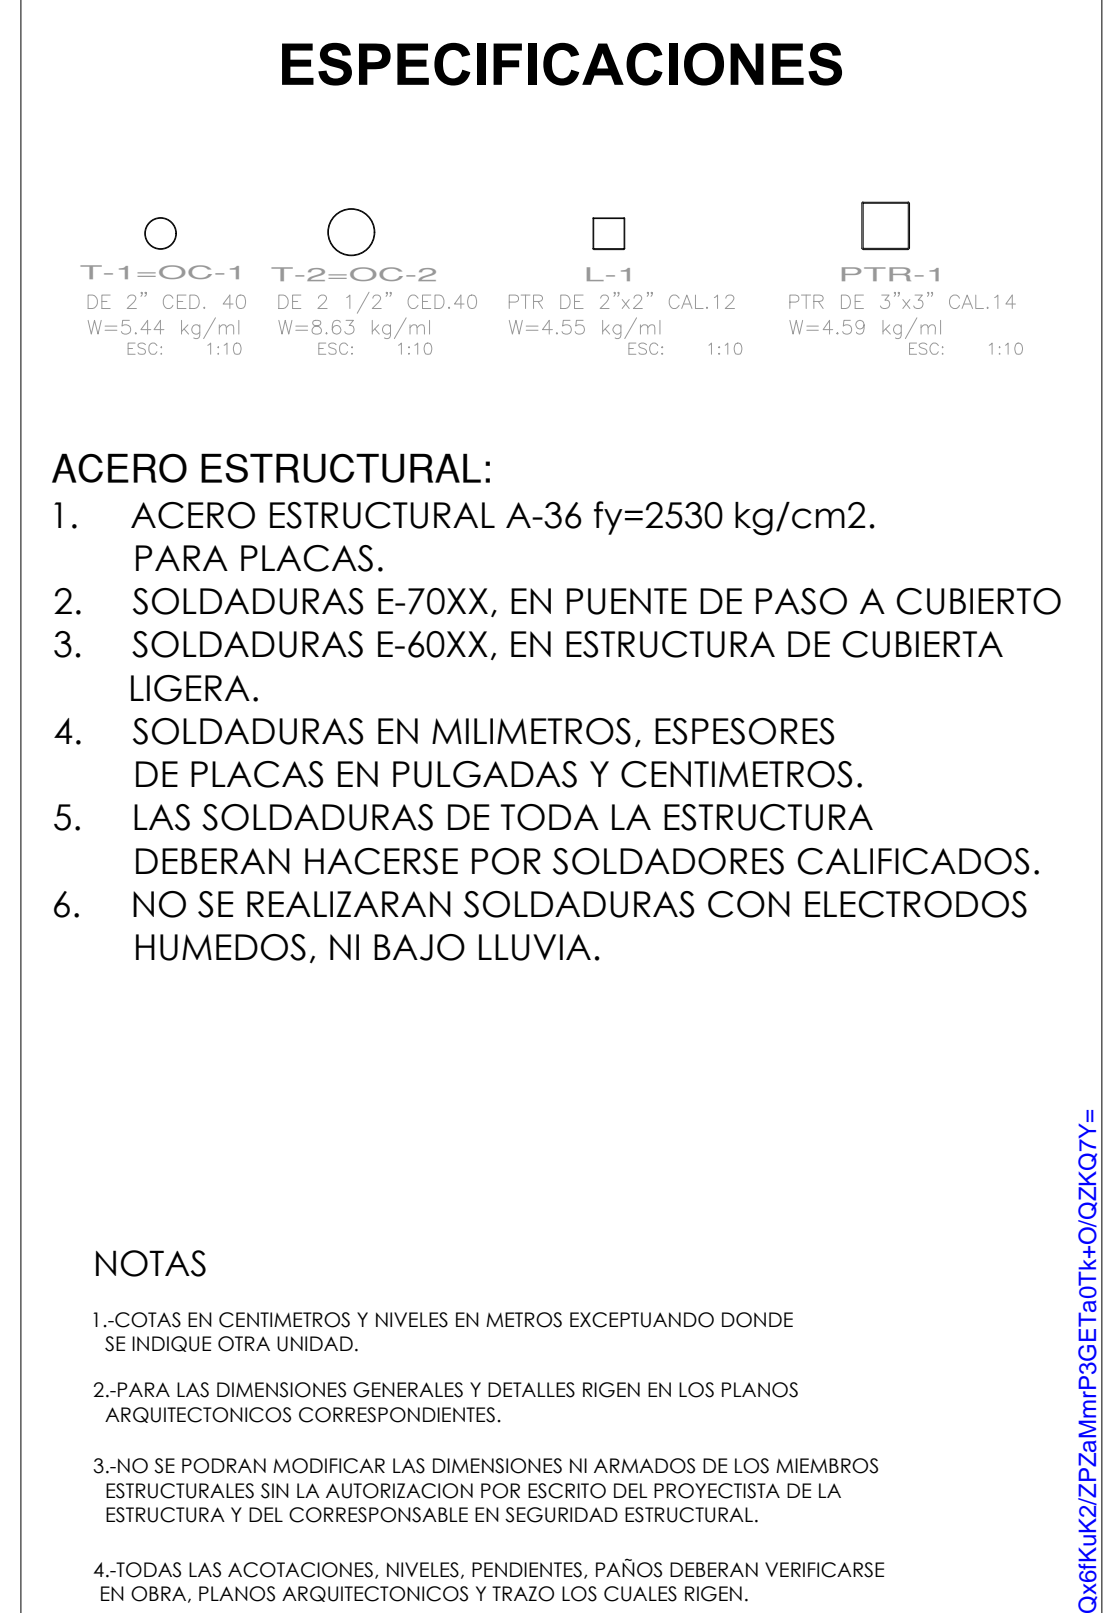 ESPECIFICACIONES
T-1=OC-1
DE 2" CED. 40
W=5.44 kg/ml
ESC: 1:10
T-2=OC-2
DE 2 1/2" CED.40
W=8.63 kg/ml
ESC: 1:10
L-1
PTR DE 2"x2" CAL.12
W=4.55 kg/ml
ESC: 1:10
PTR-1
PTR DE 3"x3" CAL.14
W=4.59 kg/ml
ESC: 1:10
ACERO ESTRUCTURAL:
1. ACERO ESTRUCTURAL A-36 fy=2530 kg/cm2.
PARA PLACAS.
2. SOLDADURAS E-70XX, EN PUENTE DE PASO A CUBIERTO
3. SOLDADURAS E-60XX, EN ESTRUCTURA DE CUBIERTA
LIGERA.
4. SOLDADURAS EN MILIMETROS, ESPESORES
DE PLACAS EN PULGADAS Y CENTIMETROS.
5. LAS SOLDADURAS DE TODA LA ESTRUCTURA
DEBERAN HACERSE POR SOLDADORES CALIFICADOS.
6. NO SE REALIZARAN SOLDADURAS CON ELECTRODOS
HUMEDOS, NI BAJO LLUVIA.
NOTAS
1.-COTAS EN CENTIMETROS Y NIVELES EN METROS EXCEPTUANDO DONDE
SE INDIQUE OTRA UNIDAD.
2.-PARA LAS DIMENSIONES GENERALES Y DETALLES RIGEN EN LOS PLANOS
ARQUITECTONICOS CORRESPONDIENTES.
3.-NO SE PODRAN MODIFICAR LAS DIMENSIONES NI ARMADOS DE LOS MIEMBROS
ESTRUCTURALES SIN LA AUTORIZACION POR ESCRITO DEL PROYECTISTA DE LA
ESTRUCTURA Y DEL CORRESPONSABLE EN SEGURIDAD ESTRUCTURAL.
4.-TODAS LAS ACOTACIONES, NIVELES, PENDIENTES, PAÑOS DEBERAN VERIFICARSE
EN OBRA, PLANOS ARQUITECTONICOS Y TRAZO LOS CUALES RIGEN.
Qx6fKuK2/ZPZaMmrP3GETa0Tk+O/QZKQ7Y=